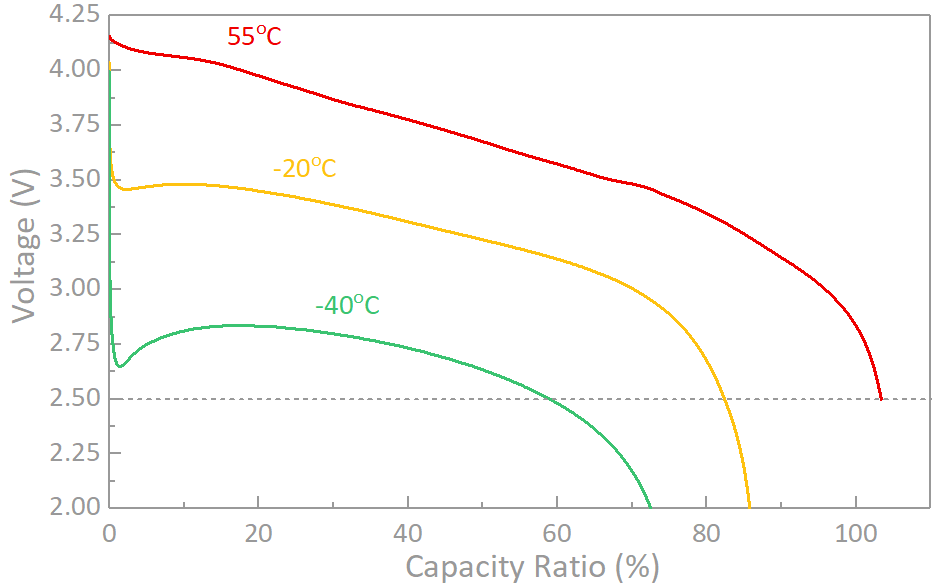 4.25
4.00
3.75
3.50
3.25
3.00
2.75
2.50
2.25
2.00
Voltage (V)
55°C
-20°C
-40°C
0 20 40 60 80 100
Capacity Ratio (%)